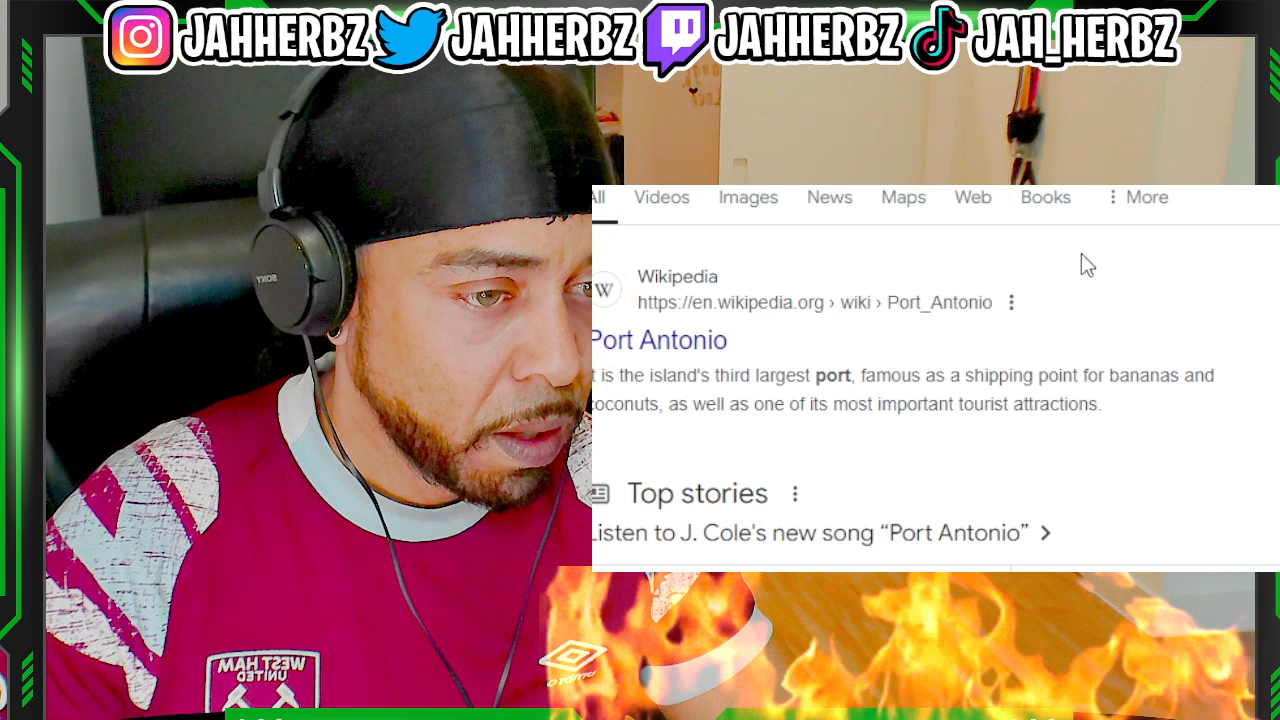 JAHHERBZ JAHHERBZ JAHHERBZ JAH_HERBZ
All Videos Images News Maps Web Books More
Wikipedia
W
https://en.wikipedia.org › wiki › Port_Antonio
Port Antonio
It is the island's third largest port, famous as a shipping point for bananas and
coconuts, as well as one of its most important tourist attractions.
Top stories
Listen to J. Cole's new song “Port Antonio”
SONY
WEST HAM
UNITED
umbro